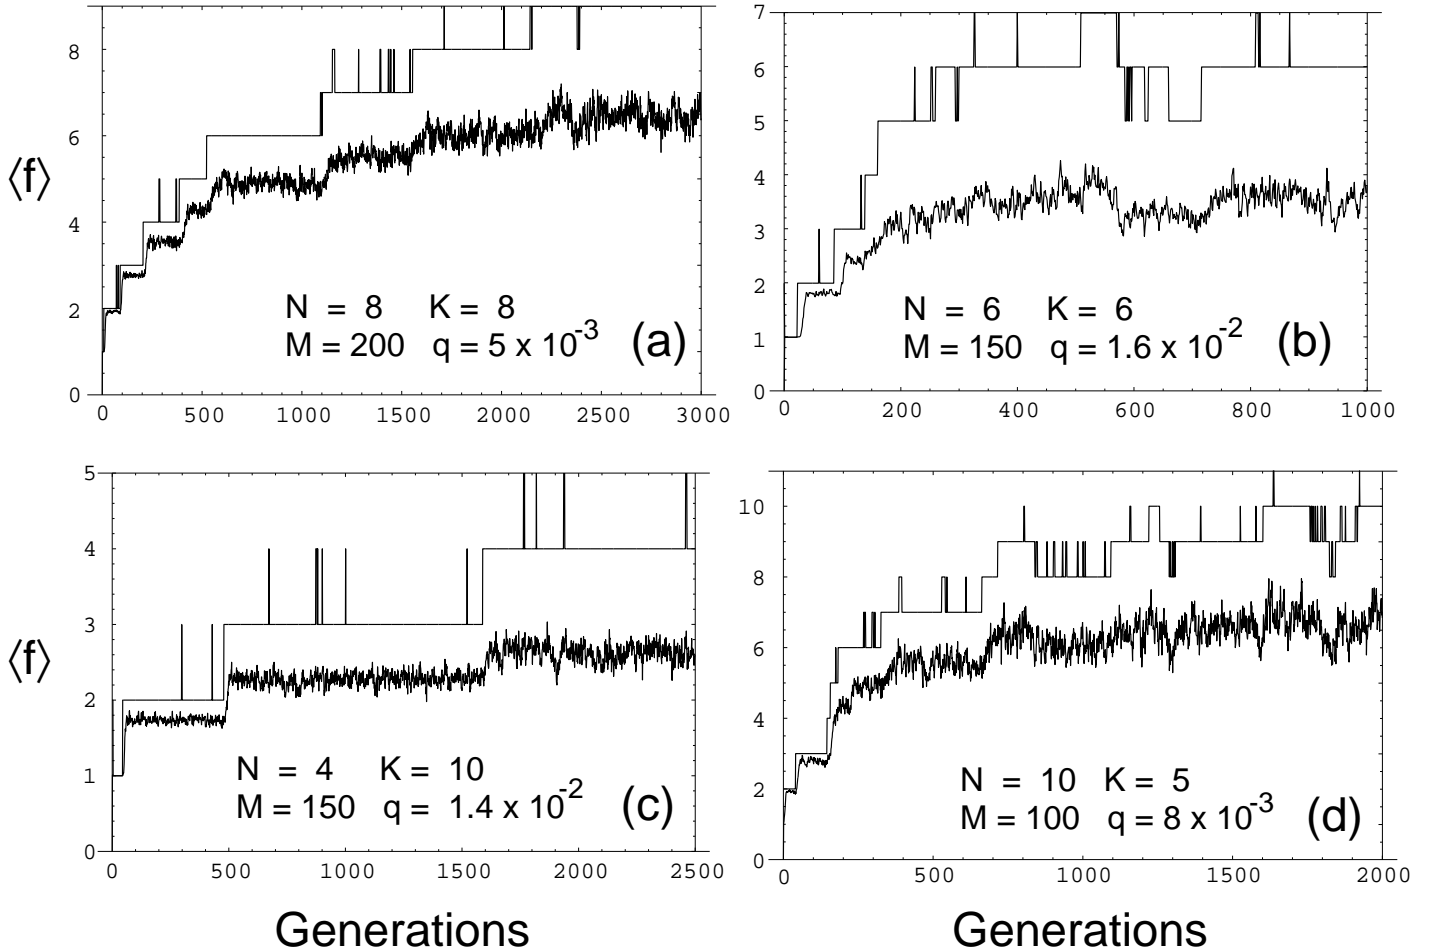 8
6
4
2
0
⟨f⟩
0 500 1000 1500 2000 2500 3000
N = 8 K = 8
M = 200 q = 5 x 10^-3 (a)
7
6
5
4
3
2
1
0
0 200 400 600 800 1000
N = 6 K = 6
M = 150 q = 1.6 x 10^-2 (b)
5
4
3
2
1
0
⟨f⟩
0 500 1000 1500 2000 2500
N = 4 K = 10
M = 150 q = 1.4 x 10^-2 (c)
Generations
10
8
6
4
2
0
0 500 1000 1500 2000
N = 10 K = 5
M = 100 q = 8 x 10^-3 (d)
Generations